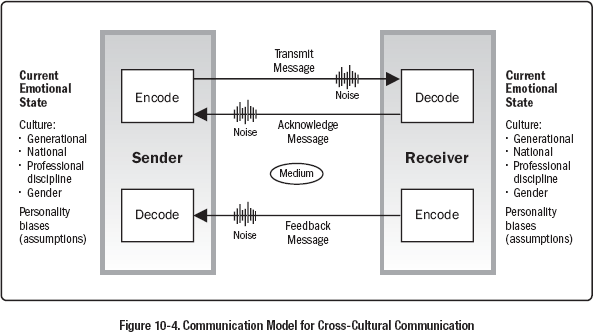 Current
Emotional
State
Culture:
· Generational
· National
· Professional
discipline
· Gender
Personality
biases
(assumptions)
Encode
Sender
Decode
Transmit
Message
Noise
Noise
Acknowledge
Message
Medium
Noise
Feedback
Message
Decode
Receiver
Encode
Current
Emotional
State
Culture:
· Generational
· National
· Professional
discipline
· Gender
Personality
biases
(assumptions)
Figure 10-4. Communication Model for Cross-Cultural Communication